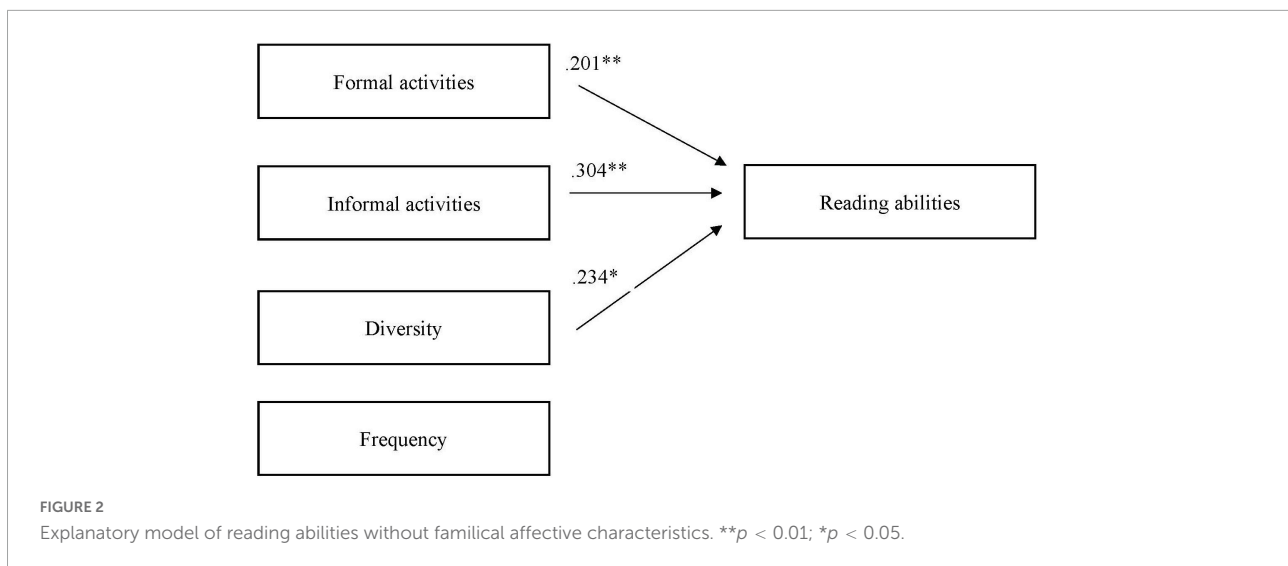 Formal activities
.201**
Informal activities
.304**
Reading abilities
Diversity
.234*
Frequency
FIGURE 2
Explanatory model of reading abilities without familical affective characteristics. **p < 0.01; *p < 0.05.